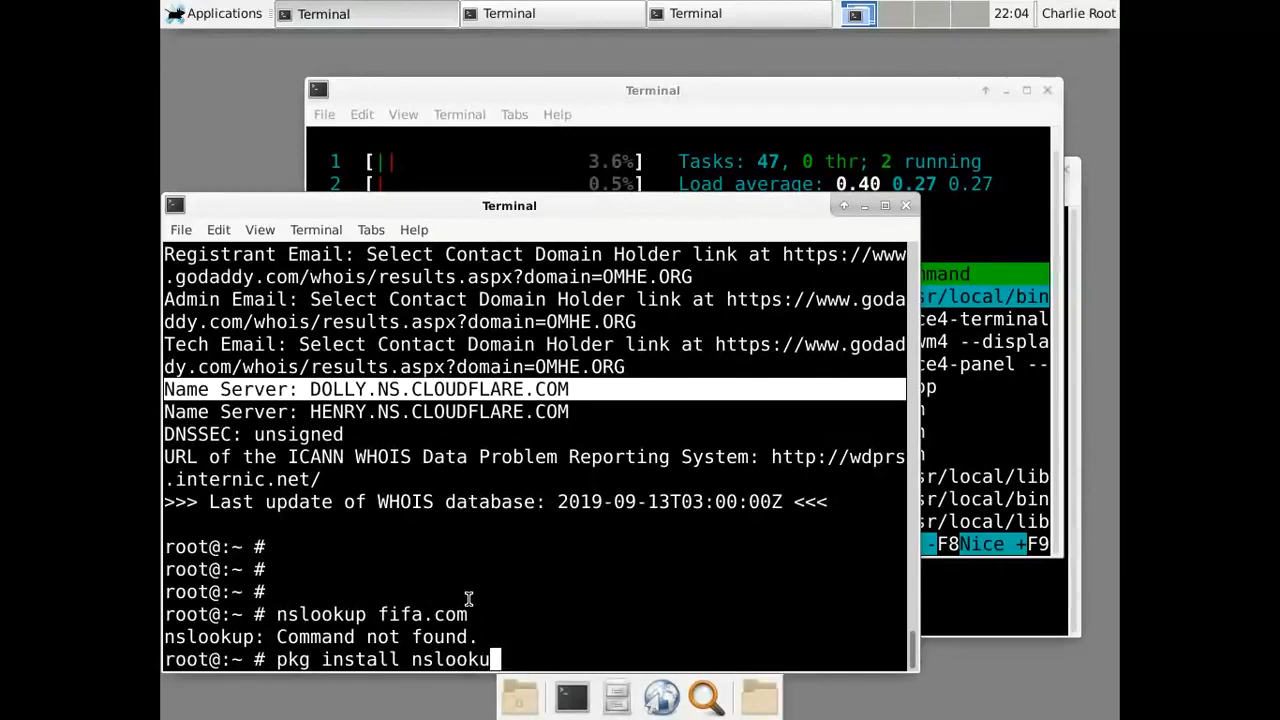 Applications
Terminal
Terminal
Terminal
22:04
Charlie Root
Terminal
File Edit View Terminal Tabs Help
1 [|| 3.6%] Tasks: 47, 0 thr; 2 running
2 [| 0.5%] Load average: 0.40 0.27 0.27
Terminal
File Edit View Terminal Tabs Help
Registrant Email: Select Contact Domain Holder link at https://www
.godaddy.com/whois/results.aspx?domain=OMHE.ORG
Admin Email: Select Contact Domain Holder link at https://www.goda
ddy.com/whois/results.aspx?domain=OMHE.ORG
Tech Email: Select Contact Domain Holder link at https://www.godad
dy.com/whois/results.aspx?domain=OMHE.ORG
Name Server: DOLLY.NS.CLOUDFLARE.COM
Name Server: HENRY.NS.CLOUDFLARE.COM
DNSSEC: unsigned
URL of the ICANN WHOIS Data Problem Reporting System: http://wdprs
.internic.net/
>>> Last update of WHOIS database: 2019-09-13T03:00:00Z <<<
root@:~ #
root@:~ #
root@:~ #
root@:~ # nslookup fifa.com
nslookup: Command not found.
root@:~ # pkg install nslooku
mmand
sr/local/bin
ce4-terminal
wm4 --displa
ce4-panel --
op
n
n
sr/local/lib
sr/local/bin
sr/local/lib
-F8Nice +F9